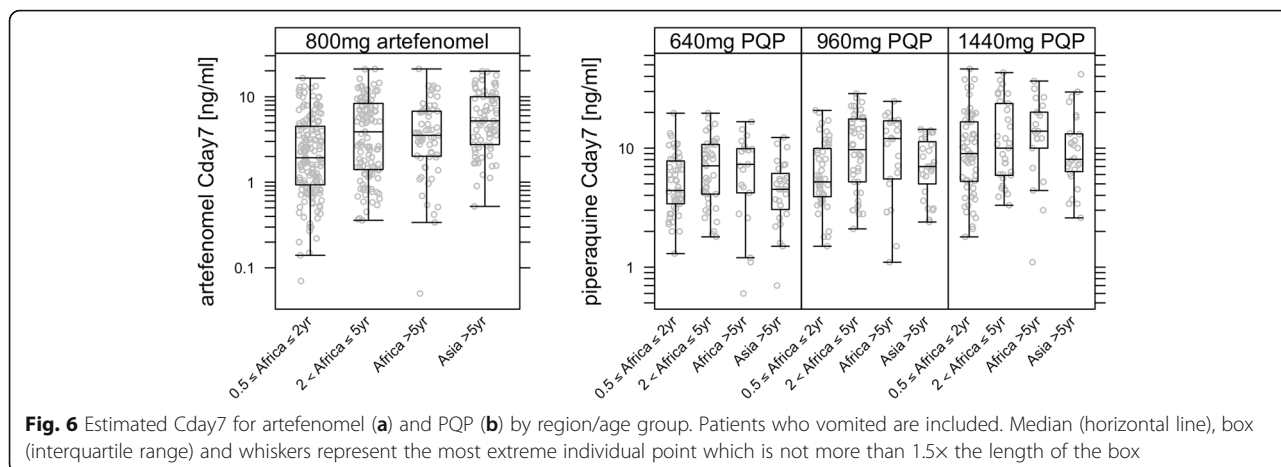 800mg artefenomel
artefenomel Cday7 [ng/ml]
10
1
0.1
0.5 ≤ Africa ≤ 2yr
2 < Africa ≤ 5yr
Africa >5yr
Asia >5yr
640mg PQP
960mg PQP
1440mg PQP
piperaquine Cday7 [ng/ml]
10
1
0.5 ≤ Africa ≤ 2yr
2 < Africa ≤ 5yr
Africa >5yr
Asia >5yr
0.5 ≤ Africa ≤ 2yr
2 < Africa ≤ 5yr
Africa >5yr
Asia >5yr
0.5 ≤ Africa ≤ 2yr
2 < Africa ≤ 5yr
Africa >5yr
Asia >5yr
Fig. 6 Estimated Cday7 for artefenomel (a) and PQP (b) by region/age group. Patients who vomited are included. Median (horizontal line), box
(interquartile range) and whiskers represent the most extreme individual point which is not more than 1.5× the length of the box